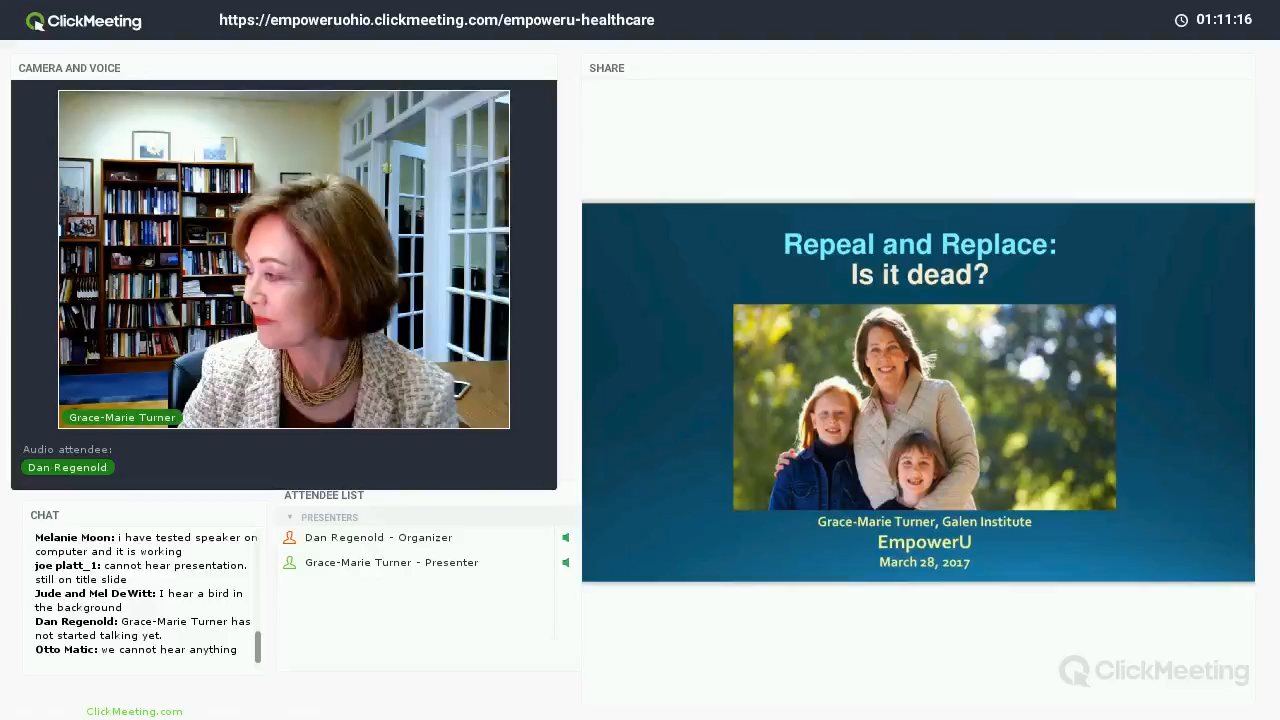 ClickMeeting
https://empoweruohio.clickmeeting.com/empoweru-healthcare
01:11:16
CAMERA AND VOICE
Grace-Marie Turner
Audio attendee:
Dan Regenold
CHAT
Melanie Moon: i have tested speaker on
computer and it is working
joe platt_1: cannot hear presentation.
still on title slide
Jude and Mel DeWitt: I hear a bird in
the background
Dan Regenold: Grace-Marie Turner has
not started talking yet.
Otto Matic: we cannot hear anything
ATTENDEE LIST
PRESENTERS
Dan Regenold - Organizer
Grace-Marie Turner - Presenter
SHARE
Repeal and Replace:
Is it dead?
Grace-Marie Turner, Galen Institute
EmpowerU
March 28, 2017
ClickMeeting
ClickMeeting.com